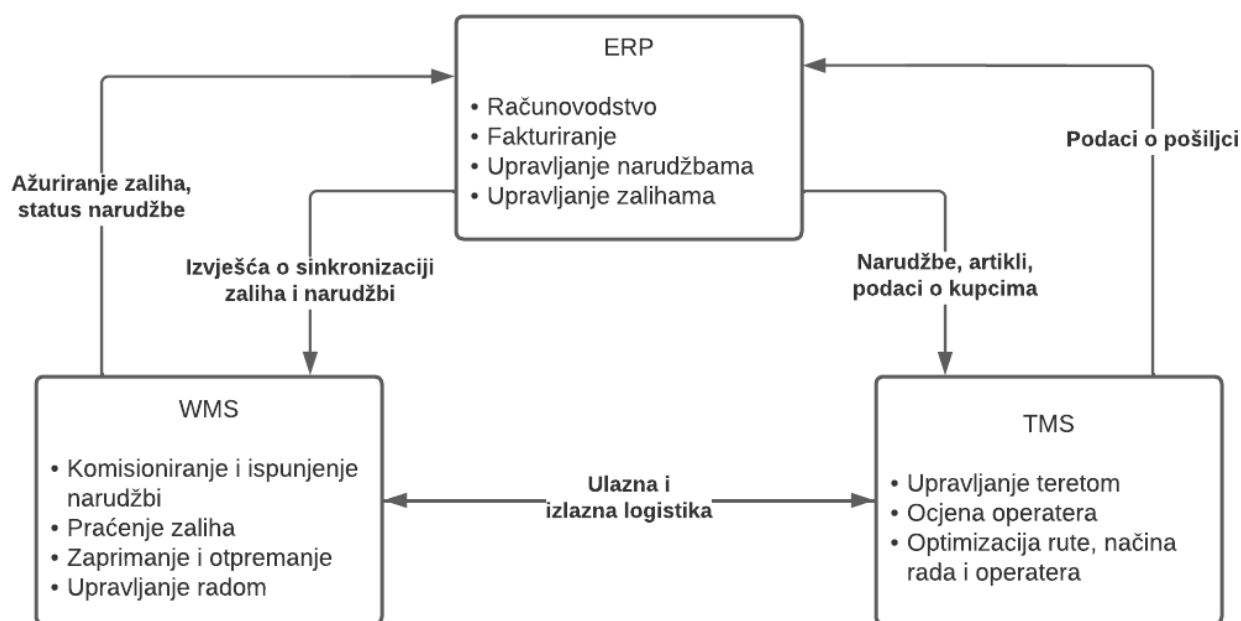 ERP
• Računovodstvo
• Fakturiranje
• Upravljanje narudžbama
• Upravljanje zalihama
Podaci o pošiljci
Ažuriranje zaliha,
status narudžbe
Izvješća o sinkronizaciji
zaliha i narudžbi
Narudžbe, artikli,
podaci o kupcima
WMS
• Komisioniranje i ispunjenje
narudžbi
• Praćenje zaliha
• Zaprimanje i otpremanje
• Upravljanje radom
Ulazna i
izlazna logistika
TMS
• Upravljanje teretom
• Ocjena operatera
• Optimizacija rute, načina
rada i operatera